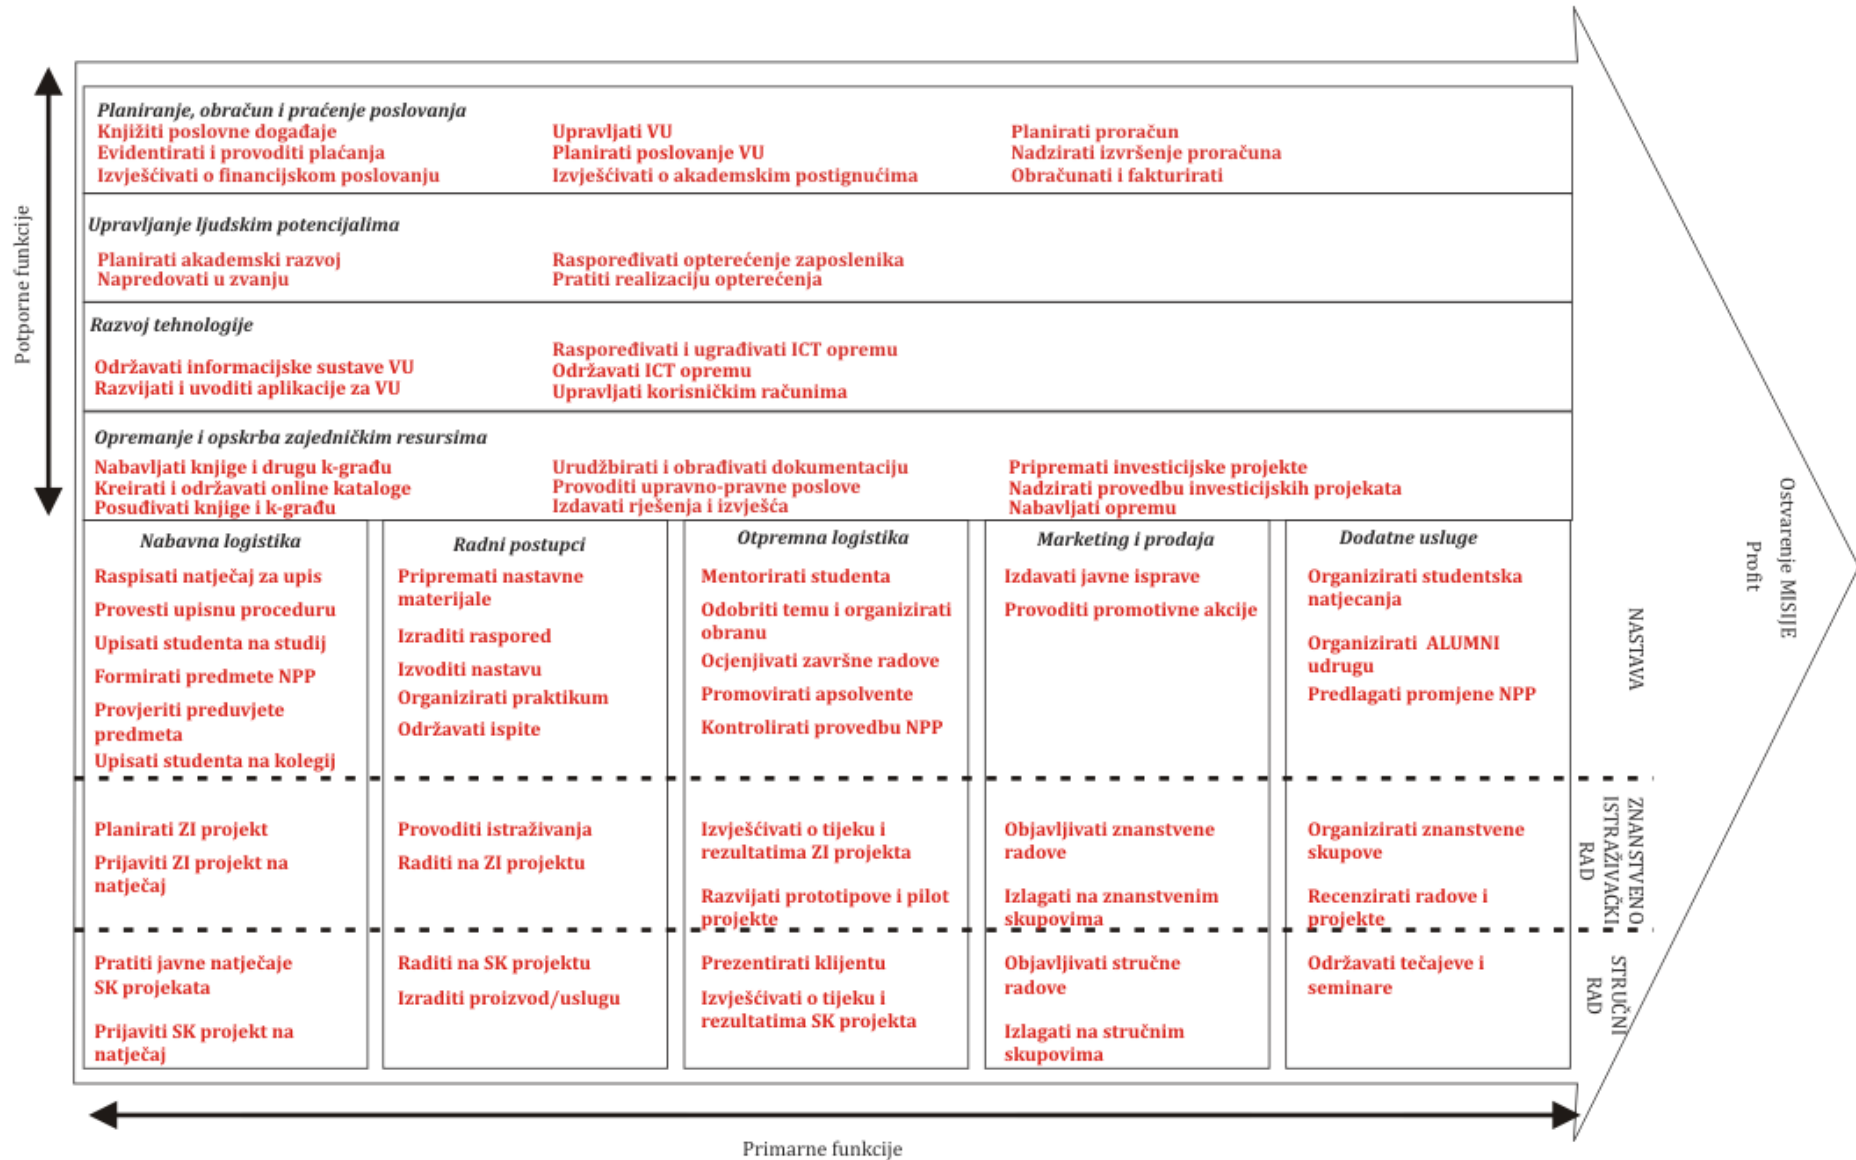 Potporne funkcije
Planiranje, obračun i praćenje poslovanja
Knjižiti poslovne događaje
Evidentirati i provoditi plaćanja
Izvješćivati o financijskom poslovanju
Upravljati VU
Planirati poslovanje VU
Izvješćivati o akademskim postignućima
Planirati proračun
Nadzirati izvršenje proračuna
Obračunati i fakturirati
Upravljanje ljudskim potencijalima
Planirati akademski razvoj
Napredovati u zvanju
Raspoređivati opterećenje zaposlenika
Pratiti realizaciju opterećenja
Razvoj tehnologije
Održavati informacijske sustave VU
Razvijati i uvoditi aplikacije za VU
Raspoređivati i ugrađivati ICT opremu
Održavati ICT opremu
Upravljati korisničkim računima
Opremanje i opskrba zajedničkim resursima
Nabavljati knjige i drugu k-građu
Kreirati i održavati online kataloge
Posuđivati knjige i k-građu
Urudžbirati i obrađivati dokumentaciju
Provoditi upravno-pravne poslove
Izdavati rješenja i izvješća
Pripremati investicijske projekte
Nadzirati provedbu investicijskih projekata
Nabavljati opremu
Nabavna logistika
Raspisati natječaj za upis
Provesti upisnu proceduru
Upisati studenta na studij
Formirati predmete NPP
Provjeriti preduvjete
predmeta
Upisati studenta na kolegij
Radni postupci
Pripremati nastavne
materijale
Izraditi raspored
Izvoditi nastavu
Organizirati praktikum
Održavati ispite
Otpremna logistika
Mentorirati studenta
Odobriti temu i organizirati
obranu
Ocjenjivati završne radove
Promovirati apsolvente
Kontrolirati provedbu NPP
Marketing i prodaja
Izdavati javne isprave
Provoditi promotivne akcije
Dodatne usluge
Organizirati studentska
natjecanja
Organizirati ALUMNI
udrugu
Predlagati promjene NPP
NASTAVA
Planirati ZI projekt
Prijaviti ZI projekt na
natječaj
Provoditi istraživanja
Raditi na ZI projektu
Izvješćivati o tijeku i
rezultatima ZI projekta
Razvijati prototipove i pilot
projekte
Objavljivati znanstvene
radove
Izlagati na znanstvenim
skupovima
Organizirati znanstvene
skupove
Recenzirati radove i
projekte
ZNANSTVENO
ISTRAŽIVAČKI
RAD
Pratiti javne natječaje
SK projekata
Prijaviti SK projekt na
natječaj
Raditi na SK projektu
Izraditi proizvod/uslugu
Prezentirati klijentu
Izvješćivati o tijeku i
rezultatima SK projekta
Objavljivati stručne
radove
Izlagati na stručnim
skupovima
Održavati tečajeve i
seminare
STRUČNI
RAD
Ostvarenje MISIJE
Profit
Primarne funkcije